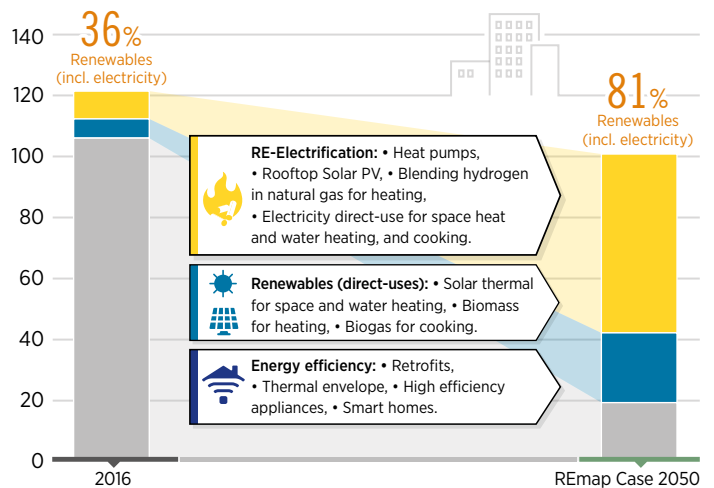 140
120
100
80
60
40
20
0
36%
Renewables
(incl. electricity)
81%
Renewables
(incl. electricity)
RE-Electrification: • Heat pumps,
• Rooftop Solar PV, • Blending hydrogen
in natural gas for heating,
• Electricity direct-use for space heat
and water heating, and cooking.
Renewables (direct-uses): • Solar thermal
for space and water heating, • Biomass
for heating, • Biogas for cooking.
Energy efficiency: • Retrofits,
• Thermal envelope, • High efficiency
appliances, • Smart homes.
2016
REmap Case 2050